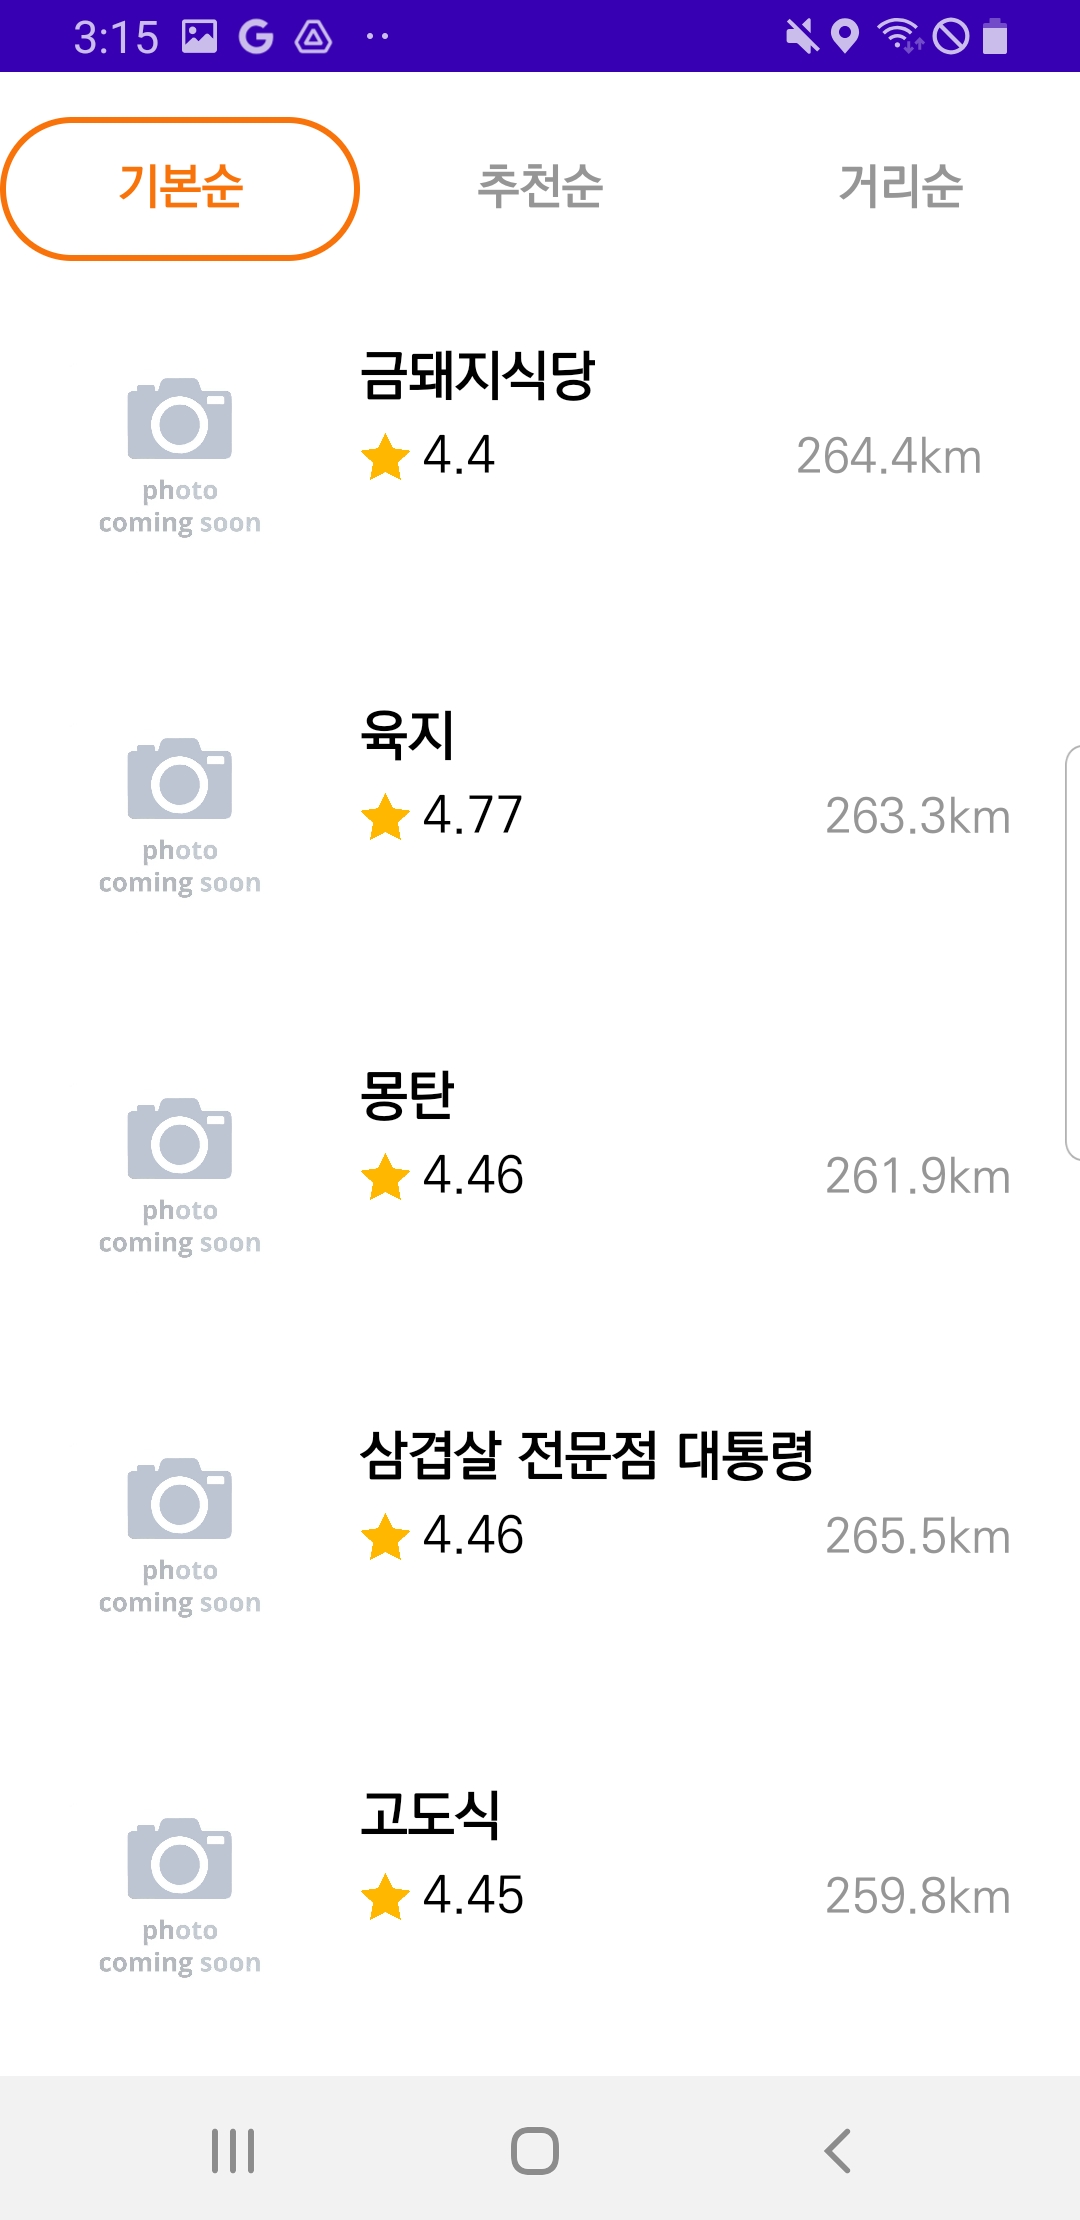 3:15
기본순 추천순 거리순
금돼지식당
4.4 264.4km
photo
coming soon
육지
4.77 263.3km
photo
coming soon
몽탄
4.46 261.9km
photo
coming soon
삼겹살 전문점 대통령
4.46 265.5km
photo
coming soon
고도식
4.45 259.8km
photo
coming soon